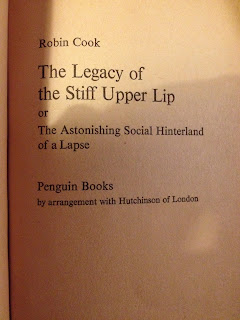 Robin Cook
The Legacy of
the Stiff Upper Lip
or
The Astonishing Social Hinterland
of a Lapse
Penguin Books
by arrangement with Hutchinson of London